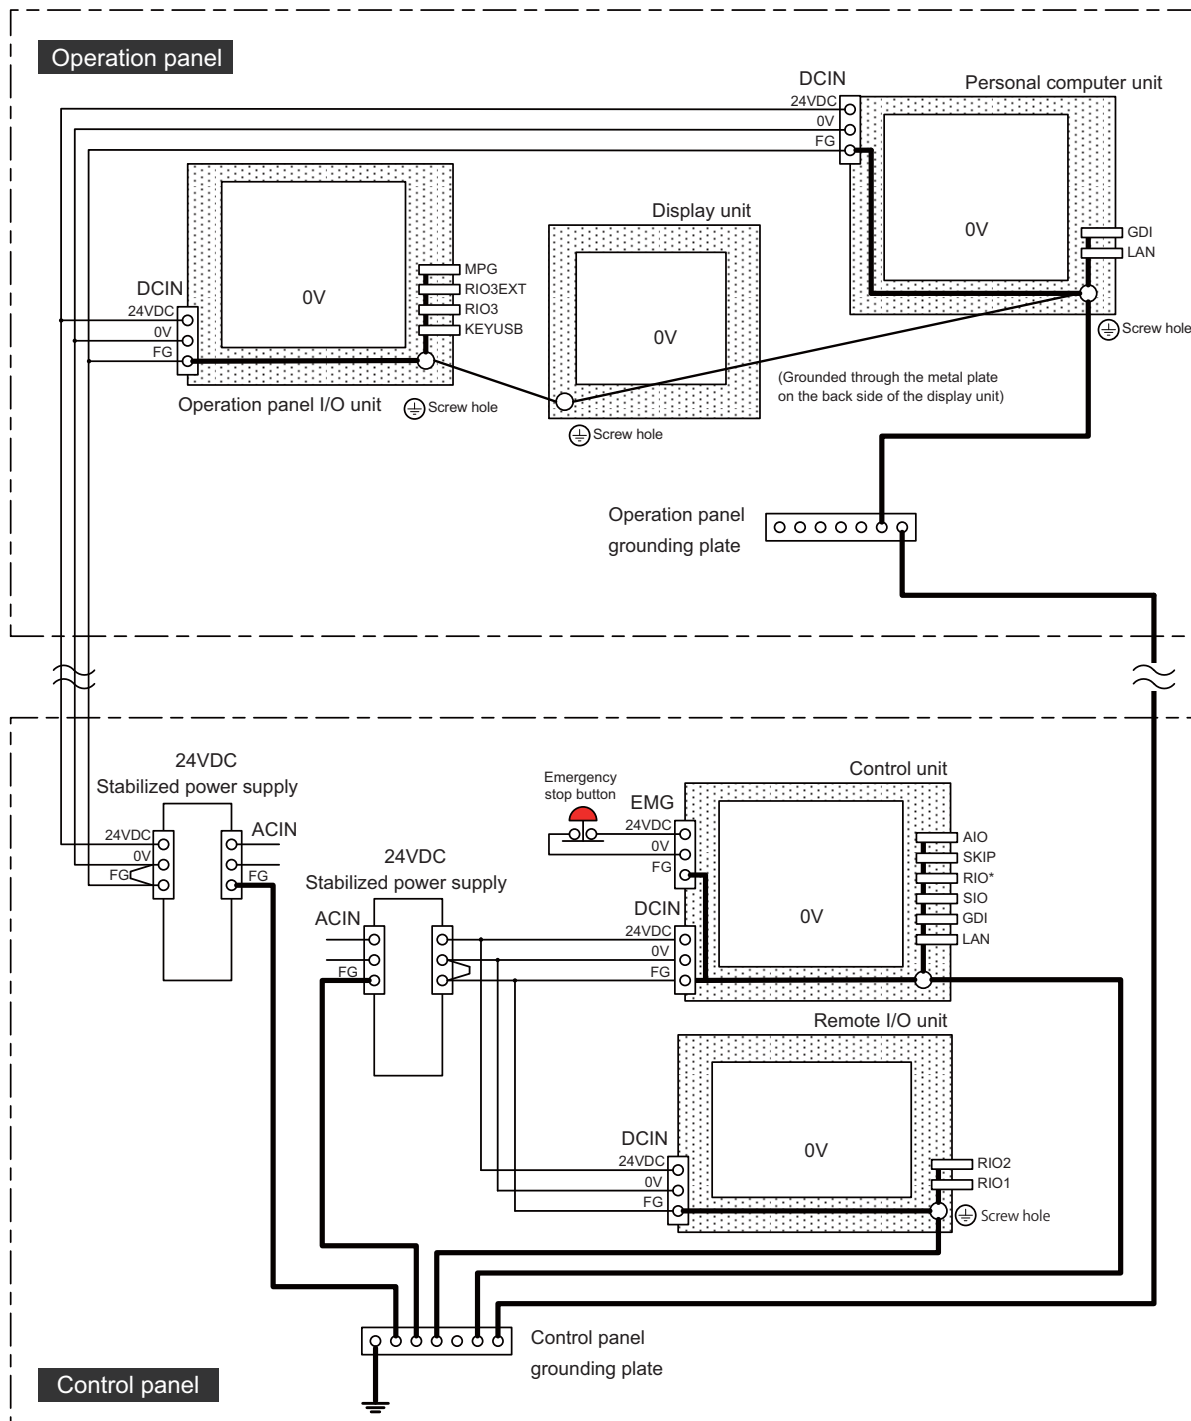 Operation panel
DCIN
Personal computer unit
24VDC
0V
FG
0V
GDI
LAN
Screw hole
Display unit
0V
Screw hole
(Grounded through the metal plate
on the back side of the display unit)
DCIN
24VDC
0V
FG
0V
MPG
RIO3EXT
RIO3
KEYUSB
Operation panel I/O unit
Screw hole
Operation panel
grounding plate
24VDC
Stabilized power supply
24VDC
0V
FG
ACIN
FG
24VDC
Stabilized power supply
ACIN
FG
Emergency
stop button
Control unit
EMG
24VDC
0V
FG
DCIN
24VDC
0V
FG
0V
AIO
SKIP
RIO*
SIO
GDI
LAN
Remote I/O unit
DCIN
24VDC
0V
FG
0V
RIO2
RIO1
Screw hole
Control panel
grounding plate
Control panel